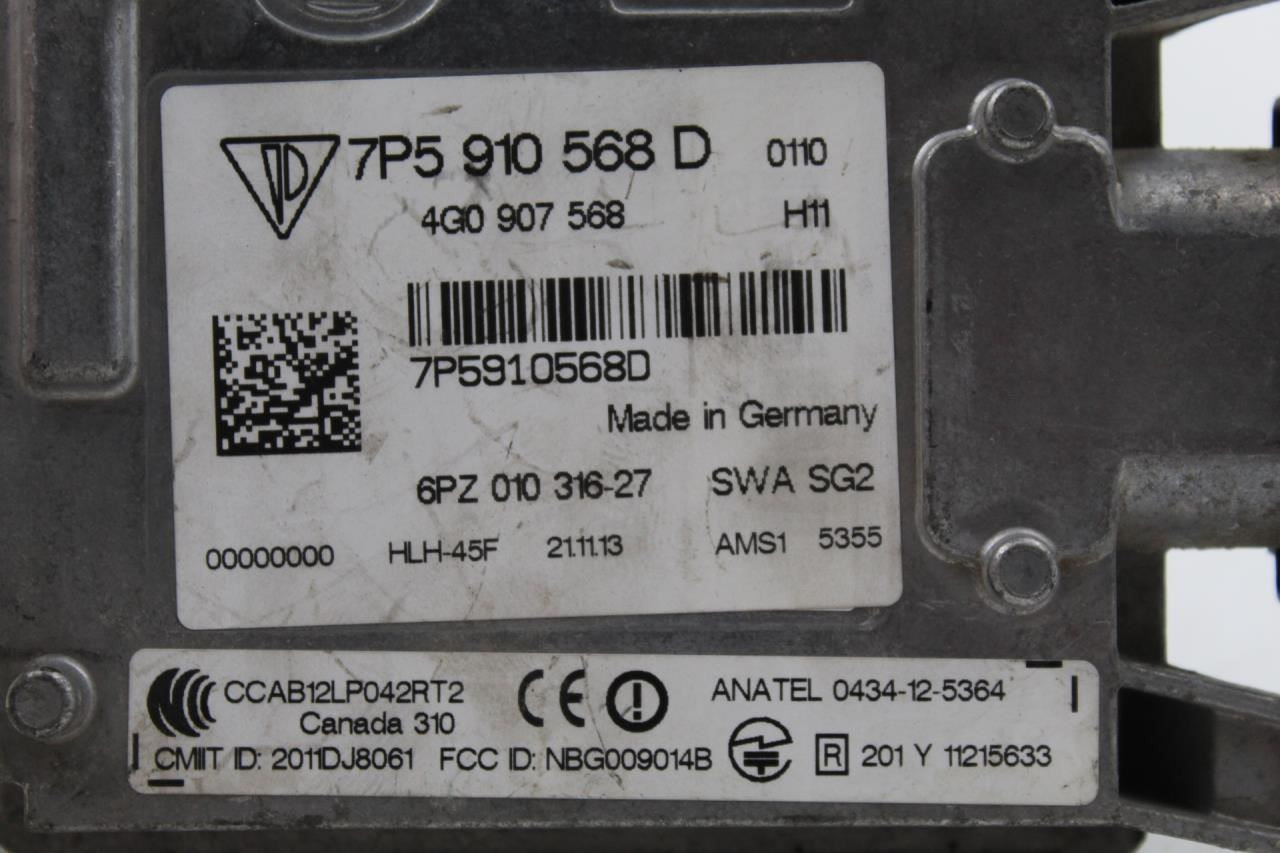 7P5 910 568 D 0110
4G0 907 568 H11
7P5910568D
Made in Germany
6PZ 010 316-27 SWA SG2
00000000 HLH-45F 21.11.13 AMS1 5355
CCAB12LP042RT2 CE ANATEL 0434-12-5364
Canada 310
CMIIT ID: 2011DJ8061 FCC ID: NBG009014B R 201 Y 11215633